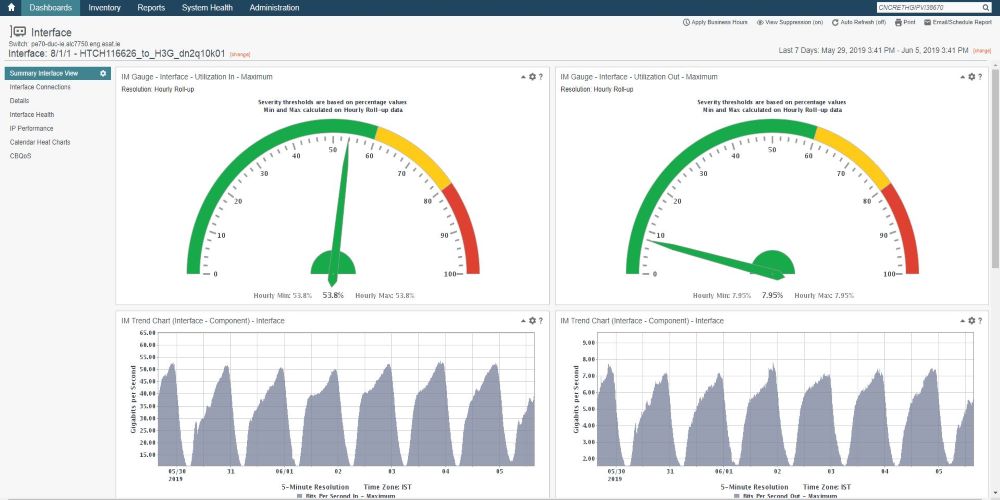 Dashboards Inventory Reports System Health Administration
CNCRETHGIPVI38670
Apply Business Hours View Suppression (on) Auto Refresh (off) Print Email/Schedule Report
Interface
Switch: pe70-duc-ie.alc7750.eng.esat.ie
Interface: 8/1/1 - HTCH116626_to_H3G_dn2q10k01 [change]
Last 7 Days: May 29, 2019 3:41 PM - Jun 5, 2019 3:41 PM [change]
Summary Interface View
Interface Connections
Details
Interface Health
IP Performance
Calendar Heat Charts
CBQoS
IM Gauge - Interface - Utilization In - Maximum
Resolution: Hourly Roll-up
Severity thresholds are based on percentage values
Min and Max calculated on Hourly Roll-up data
0 10 20 30 40 50 60 70 80 90 100
Hourly Min: 53.8% 53.8% Hourly Max: 53.8%
IM Gauge - Interface - Utilization Out - Maximum
Resolution: Hourly Roll-up
Severity thresholds are based on percentage values
Min and Max calculated on Hourly Roll-up data
0 10 20 30 40 50 60 70 80 90 100
Hourly Min: 7.95% 7.95% Hourly Max: 7.95%
IM Trend Chart (Interface - Component) - Interface
Gigabits per Second
65.00
60.00
55.00
50.00
45.00
40.00
35.00
30.00
25.00
20.00
15.00
05/30 31 06/01 02 03 04 05
2019
5-Minute Resolution Time Zone: IST
Bits Per Second In - Maximum
IM Trend Chart (Interface - Component) - Interface
Gigabits per Second
9.00
8.00
7.00
6.00
5.00
4.00
3.00
2.00
05/30 31 06/01 02 03 04 05
2019
5-Minute Resolution Time Zone: IST
Bits Per Second Out - Maximum